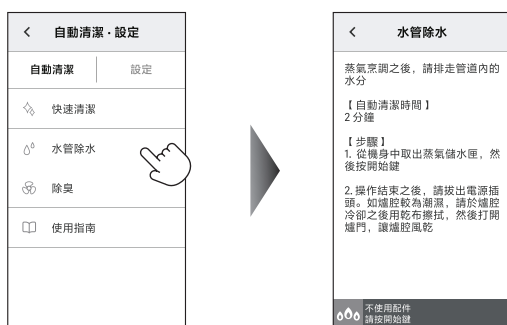 自動清潔・設定
自動清潔
設定
快速清潔
水管除水
除臭
使用指南
水管除水
蒸氣烹調之後，請排走管道內的
水分
【自動清潔時間】
2分鐘
【步驟】
1. 從機身中取出蒸氣儲水匣，然
後按開始鍵
2. 操作結束之後，請拔出電源插
頭。如爐腔較為潮濕，請於爐腔
冷卻之後用乾布擦拭，然後打開
爐門，讓爐腔風乾
不使用配件
請按開始鍵